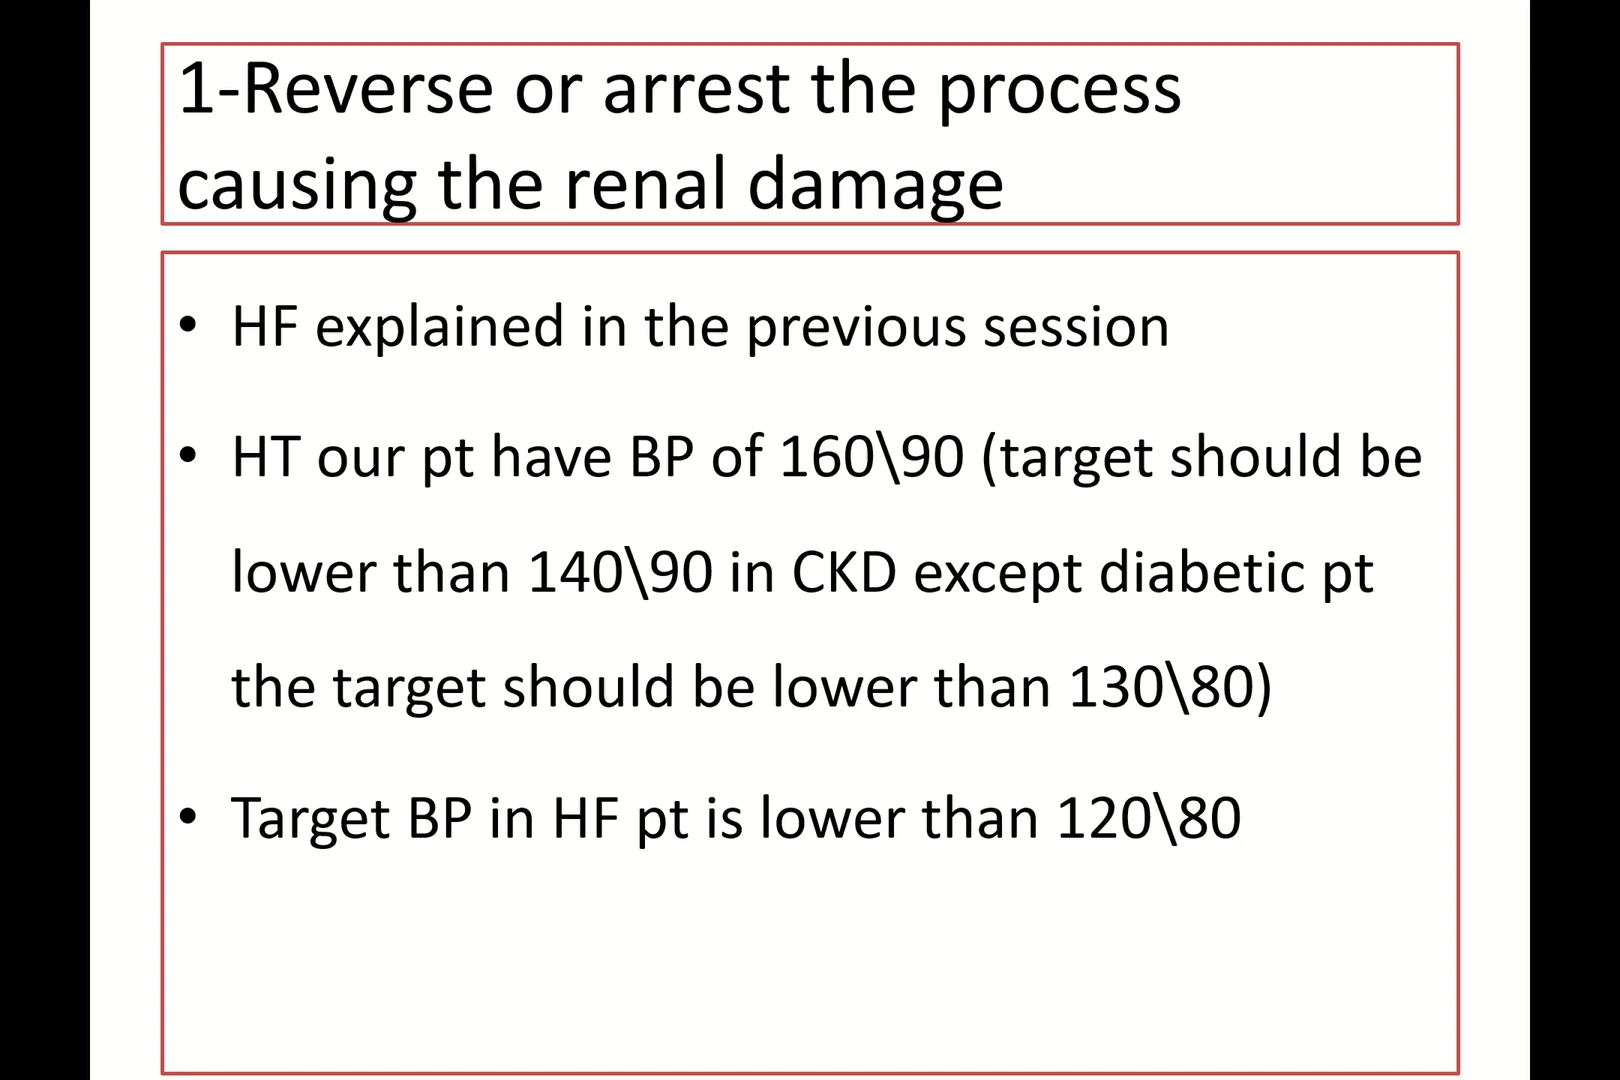 1-Reverse or arrest the process
causing the renal damage
• HF explained in the previous session
• HT our pt have BP of 160\90 (target should be
lower than 140\90 in CKD except diabetic pt
the target should be lower than 130\80)
• Target BP in HF pt is lower than 120\80